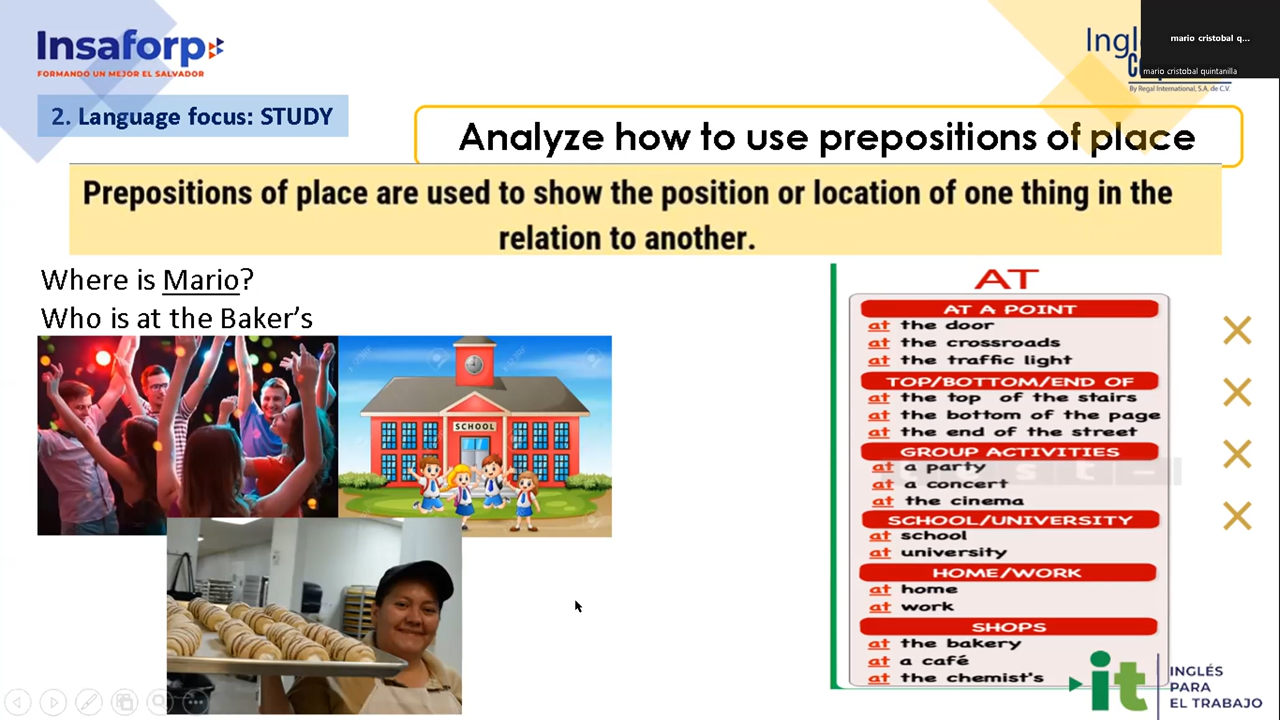 Insaforp
FORMANDO UN MEJOR EL SALVADOR
Ingl
By Regal International, S.A. de C.V.
mario cristobal q...
mario cristobal quintanilla
2. Language focus: STUDY
Analyze how to use prepositions of place
Prepositions of place are used to show the position or location of one thing in the
relation to another.
Where is Mario?
Who is at the Baker's
SCHOOL
AT
AT A POINT
at the door
at the crossroads
at the traffic light
TOP/BOTTOM/END OF
at the top of the stairs
at the bottom of the page
at the end of the street
GROUP ACTIVITIES
at a party
at a concert
at the cinema
SCHOOL/UNIVERSITY
at school
at university
HOME/WORK
at home
at work
SHOPS
at the bakery
at a café
at the chemist's
it
INGLÉS
PARA
EL TRABAJO